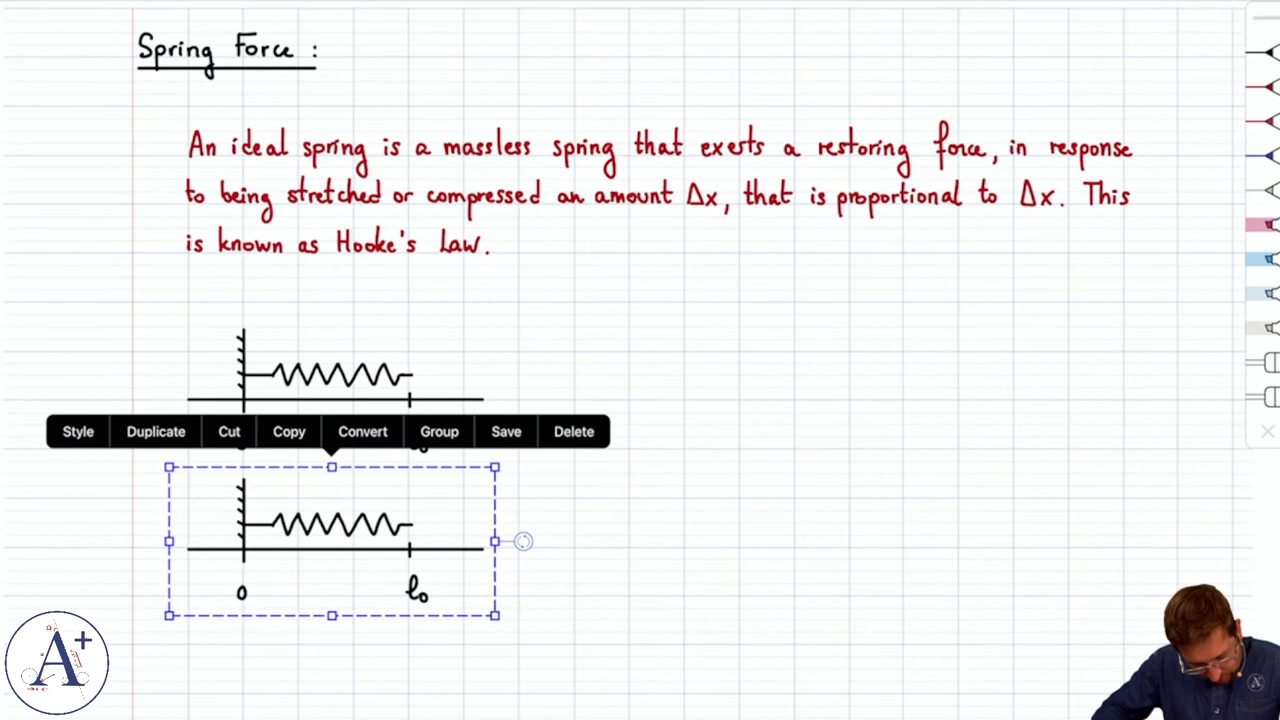 Spring Force :
An ideal spring is a massless spring that exerts a restoring force, in response
to being stretched or compressed an amount Δx, that is proportional to Δx. This
is known as Hooke's Law.
Style Duplicate Cut Copy Convert Group Save Delete
0 l₀
A+
A+